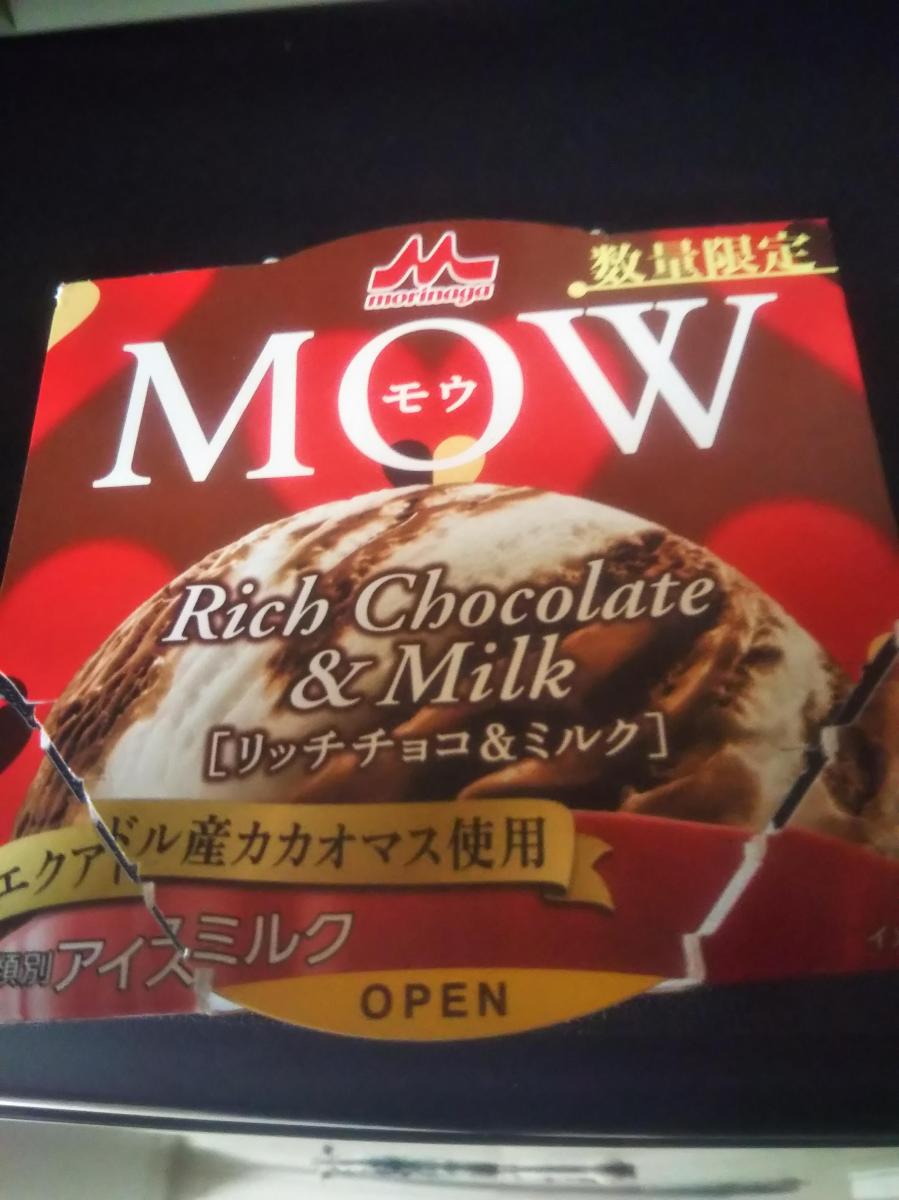 morinaga
数量限定
MOW
モウ
Rich Chocolate
& Milk
[リッチチョコ&ミルク]
エクアドル産カカオマス使用
類別アイスミルク
OPEN